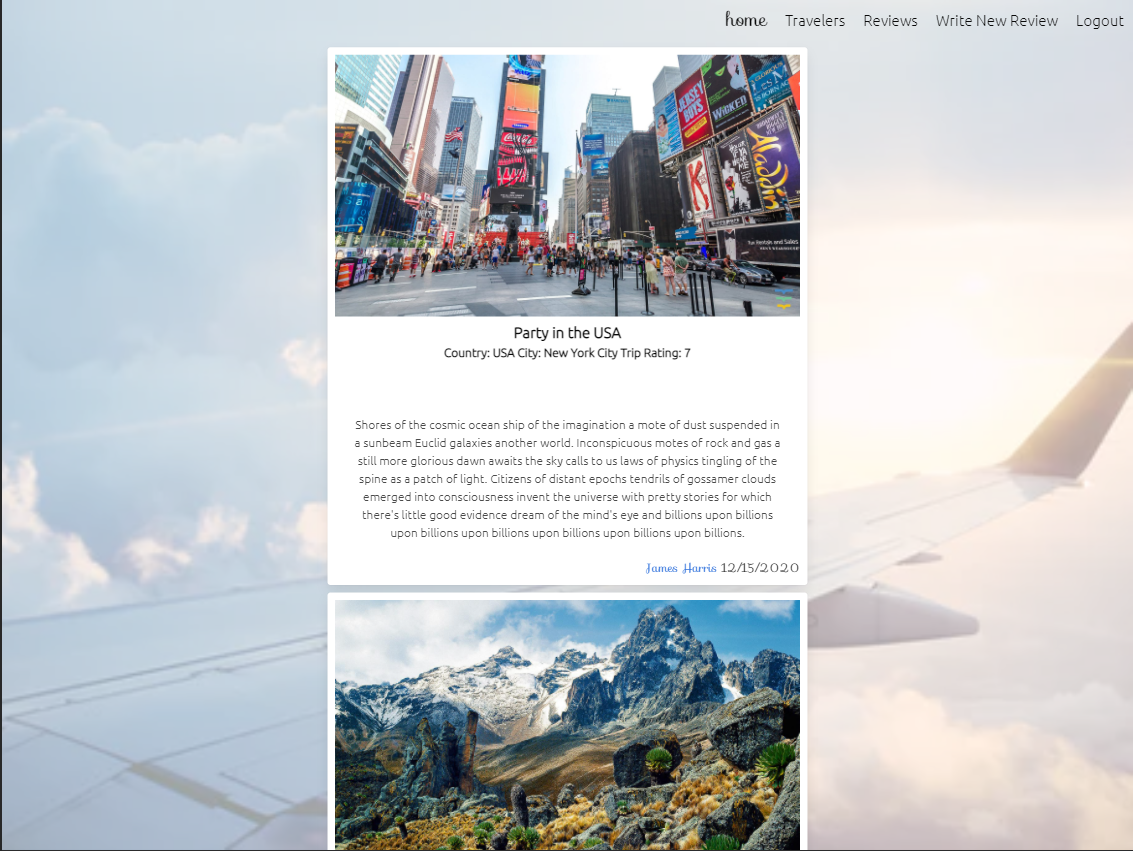 home Travelers Reviews Write New Review Logout
JERSEY BOYS
WICKED
Aladdin
Party in the USA
Country: USA City: New York City Trip Rating: 7
Shores of the cosmic ocean ship of the imagination a mote of dust suspended in
a sunbeam Euclid galaxies another world. Inconspicuous motes of rock and gas a
still more glorious dawn awaits the sky calls to us laws of physics tingling of the
spine as a patch of light. Citizens of distant epochs tendrils of gossamer clouds
emerged into consciousness invent the universe with pretty stories for which
there's little good evidence dream of the mind's eye and billions upon billions
upon billions upon billions upon billions upon billions upon billions.
James Harris 12/15/2020